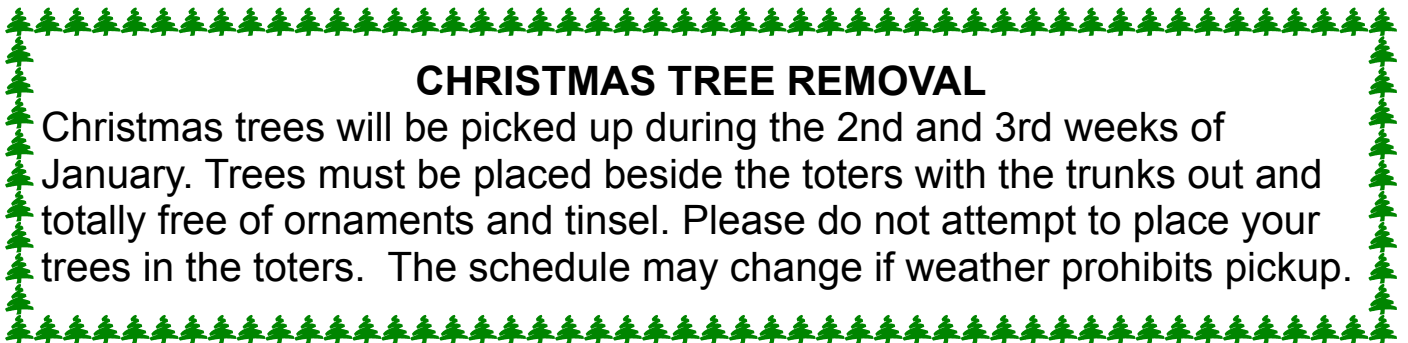 CHRISTMAS TREE REMOVAL
Christmas trees will be picked up during the 2nd and 3rd weeks of
January. Trees must be placed beside the toters with the trunks out and
totally free of ornaments and tinsel. Please do not attempt to place your
trees in the toters.  The schedule may change if weather prohibits pickup.